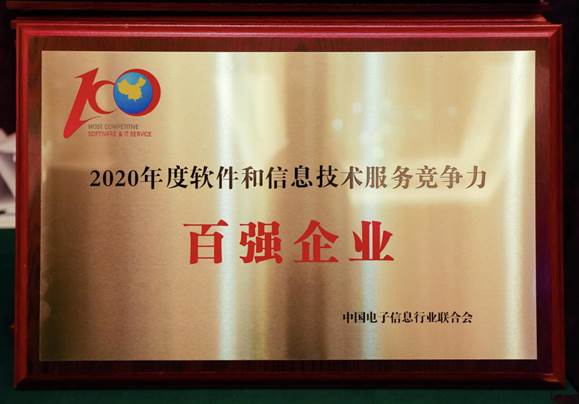 100
MOST COMPETITIVE
SOFTWARE & IT SERVICE
2020年度软件和信息技术服务竞争力
百强企业
中国电子信息行业联合会